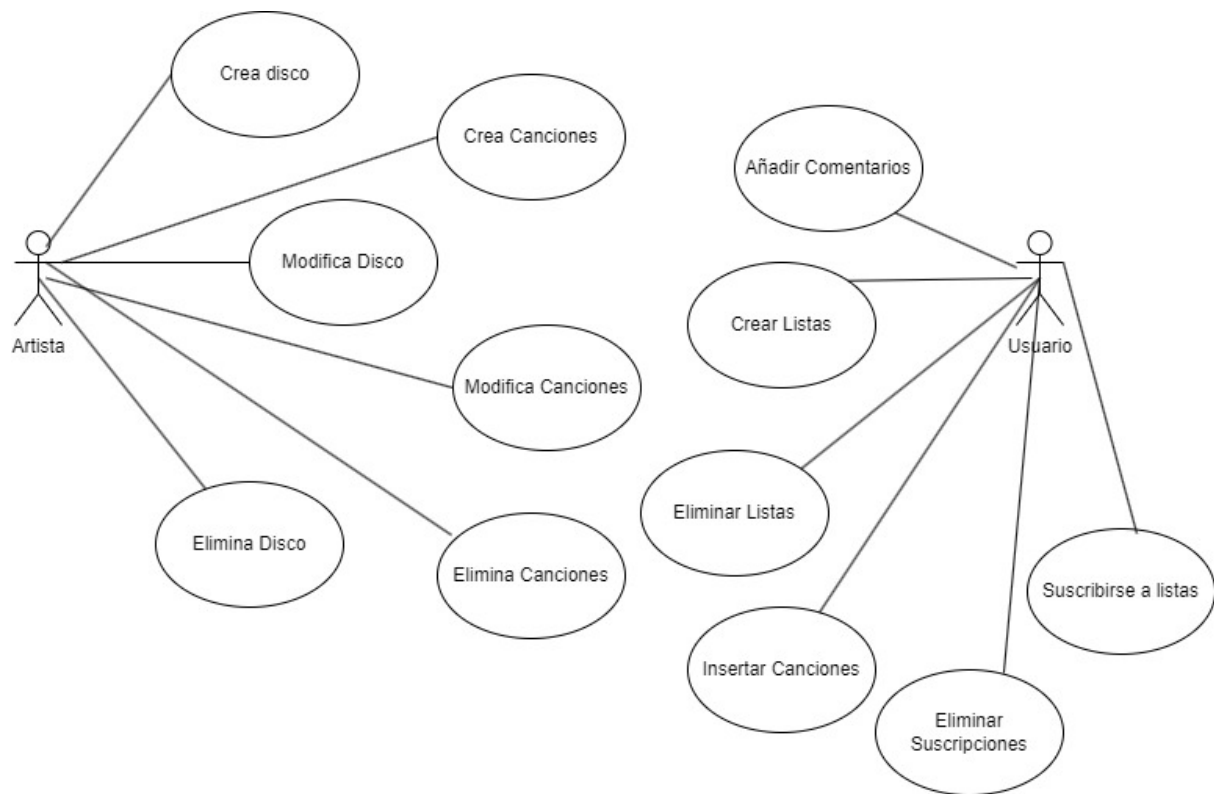 Crea disco
Crea Canciones
Modifica Disco
Artista
Modifica Canciones
Elimina Disco
Elimina Canciones
Añadir Comentarios
Crear Listas
Usuario
Eliminar Listas
Suscribirse a listas
Insertar Canciones
Eliminar
Suscripciones